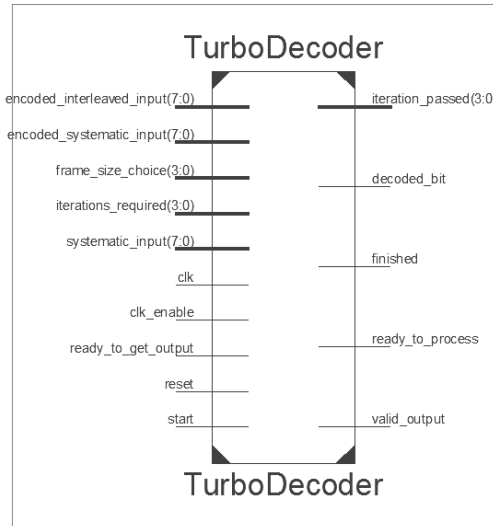 TurboDecoder
encoded_interleaved_input(7:0)
encoded_systematic_input(7:0)
frame_size_choice(3:0)
iterations_required(3:0)
systematic_input(7:0)
clk
clk_enable
ready_to_get_output
reset
start
iteration_passed(3:0
decoded_bit
finished
ready_to_process
valid_output
TurboDecoder